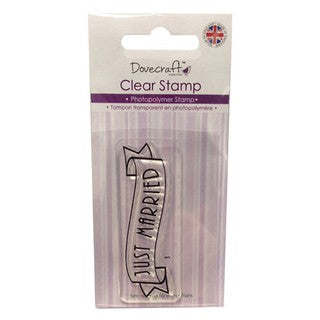 Dovecraft
Clear Stamp
• Photopolymer Stamp •
• Tampon transparent en photopolymère •
JUST MARRIED